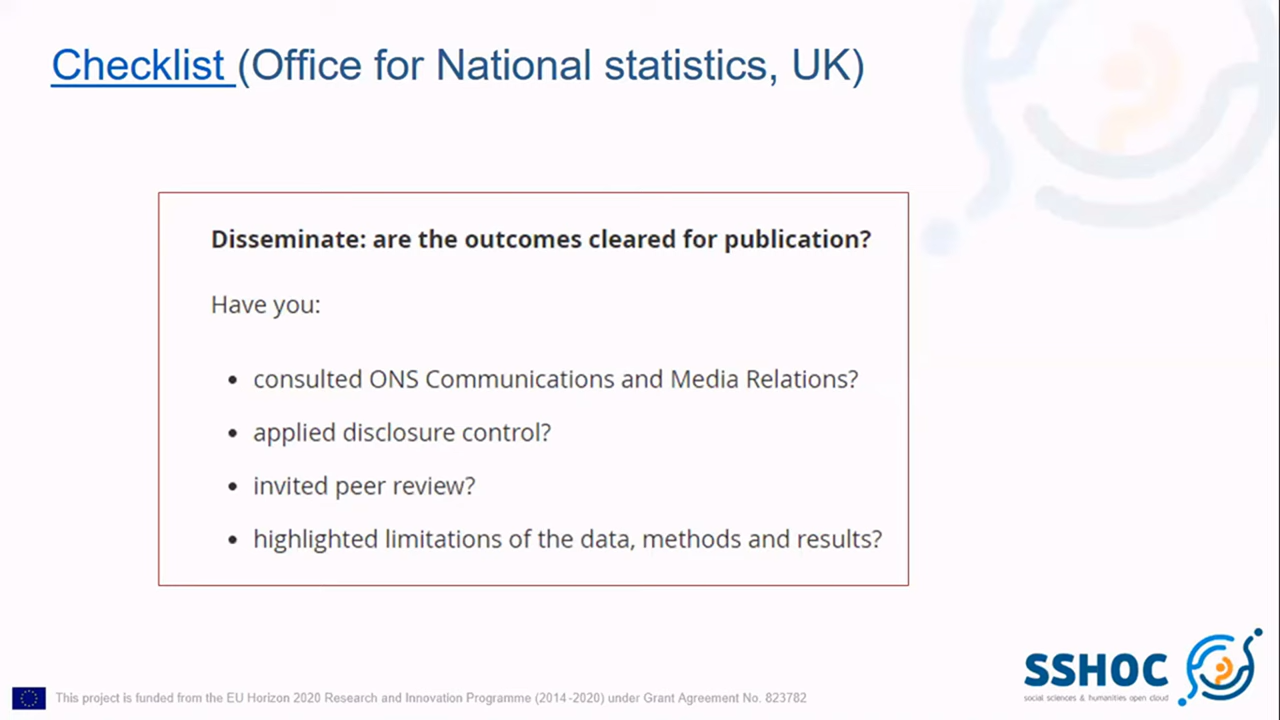 Checklist (Office for National statistics, UK)
Disseminate: are the outcomes cleared for publication?
Have you:
• consulted ONS Communications and Media Relations?
• applied disclosure control?
• invited peer review?
• highlighted limitations of the data, methods and results?
SSHOC
social sciences & humanities open cloud
This project is funded from the EU Horizon 2020 Research and Innovation Programme (2014-2020) under Grant Agreement No. 823782